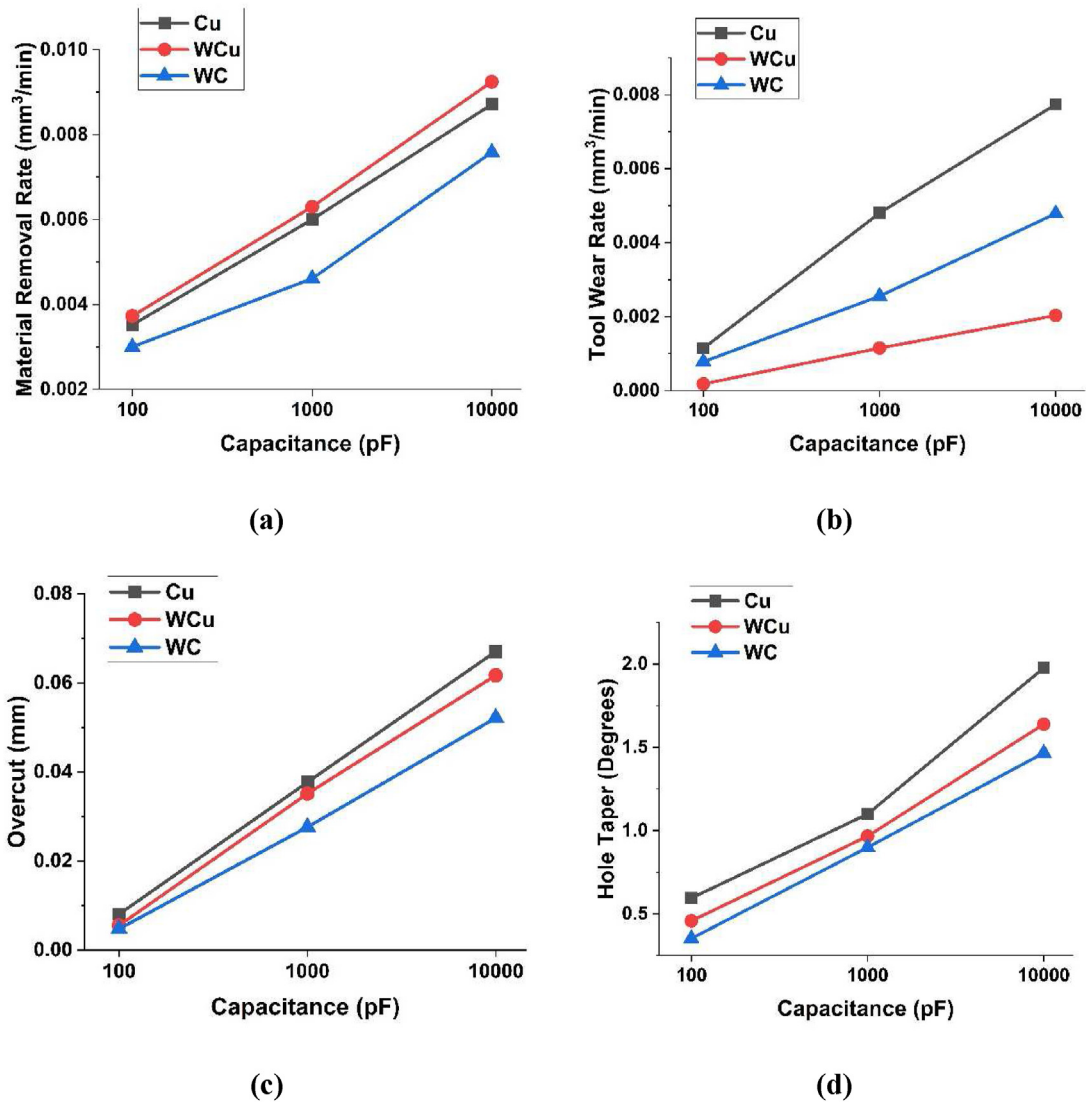 Cu
WCu
WC
Material Removal Rate (mm³/min)
0.010
0.008
0.006
0.004
0.002
100 1000 10000
Capacitance (pF)
(a)
Cu
WCu
WC
Tool Wear Rate (mm³/min)
0.008
0.006
0.004
0.002
0.000
100 1000 10000
Capacitance (pF)
(b)
Cu
WCu
WC
Overcut (mm)
0.08
0.06
0.04
0.02
0.00
100 1000 10000
Capacitance (pF)
(c)
Cu
WCu
WC
Hole Taper (Degrees)
2.0
1.5
1.0
0.5
100 1000 10000
Capacitance (pF)
(d)